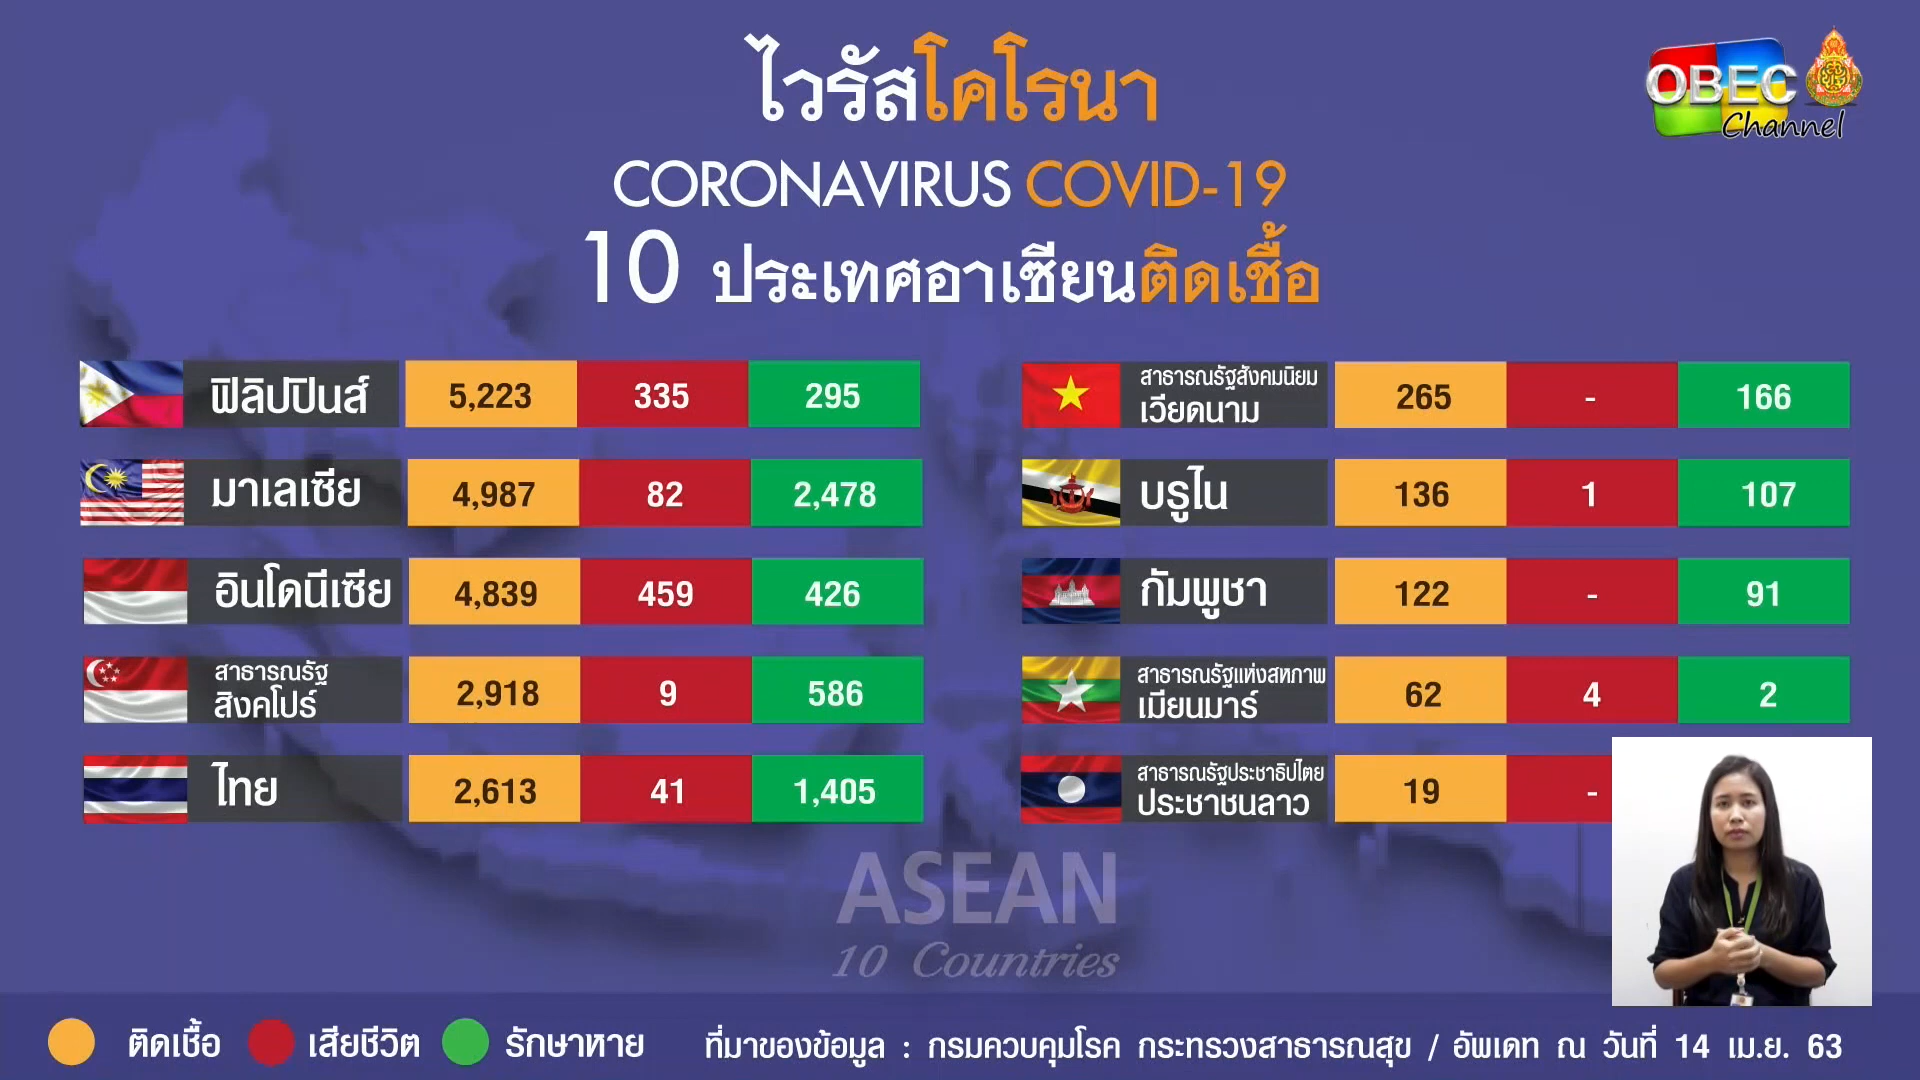 ไวรัสโคโรนา
OBEC
Channel
CORONAVIRUS COVID-19
10 ประเทศอาเซียนติดเชื้อ
ฟิลิปปินส์ 5,223 335 295
มาเลเซีย 4,987 82 2,478
อินโดนีเซีย 4,839 459 426
สาธารณรัฐ
สิงคโปร์ 2,918 9 586
ไทย 2,613 41 1,405
สาธารณรัฐสังคมนิยม
เวียดนาม 265 - 166
บรูไน 136 1 107
กัมพูชา 122 - 91
สาธารณรัฐแห่งสหภาพ
เมียนมาร์ 62 4 2
สาธารณรัฐประชาธิปไตย
ประชาชนลาว 19 -
ASEAN
10 Countries
ติดเชื้อ เสียชีวิต รักษาหาย ที่มาของข้อมูล : กรมควบคุมโรค กระทรวงสาธารณสุข / อัพเดท ณ วันที่ 14 เม.ย. 63